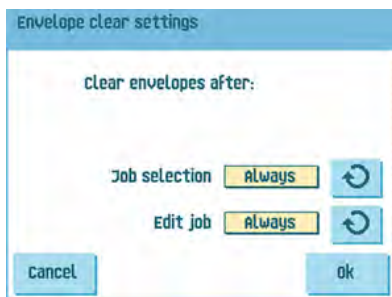 Envelope clear settings
Clear envelopes after:
Job selection Always
Edit job Always
Cancel ok